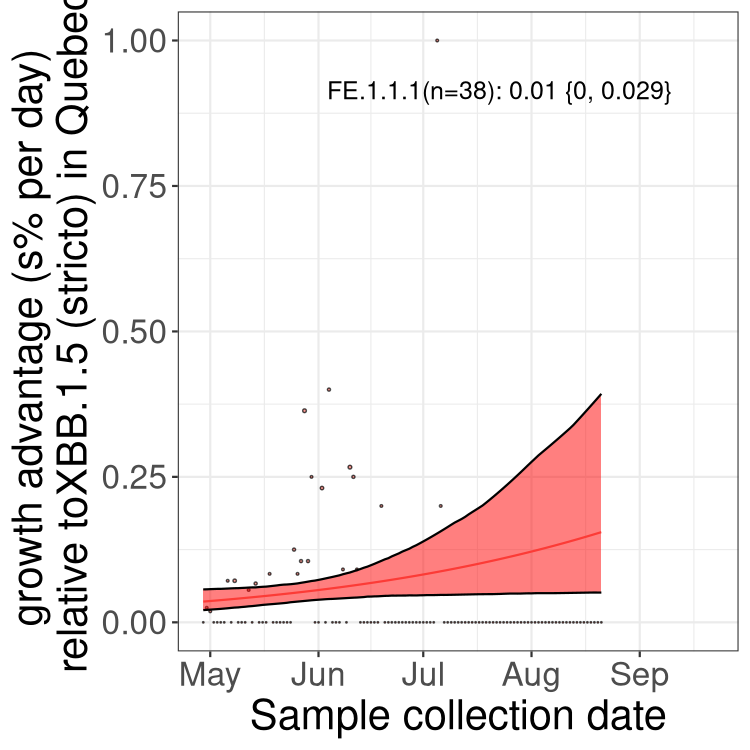 growth advantage (s% per day)
relative toXBB.1.5 (stricto) in Quebec
1.00
0.75
0.50
0.25
0.00
FE.1.1.1(n=38): 0.01 {0, 0.029}
May Jun Jul Aug Sep
Sample collection date